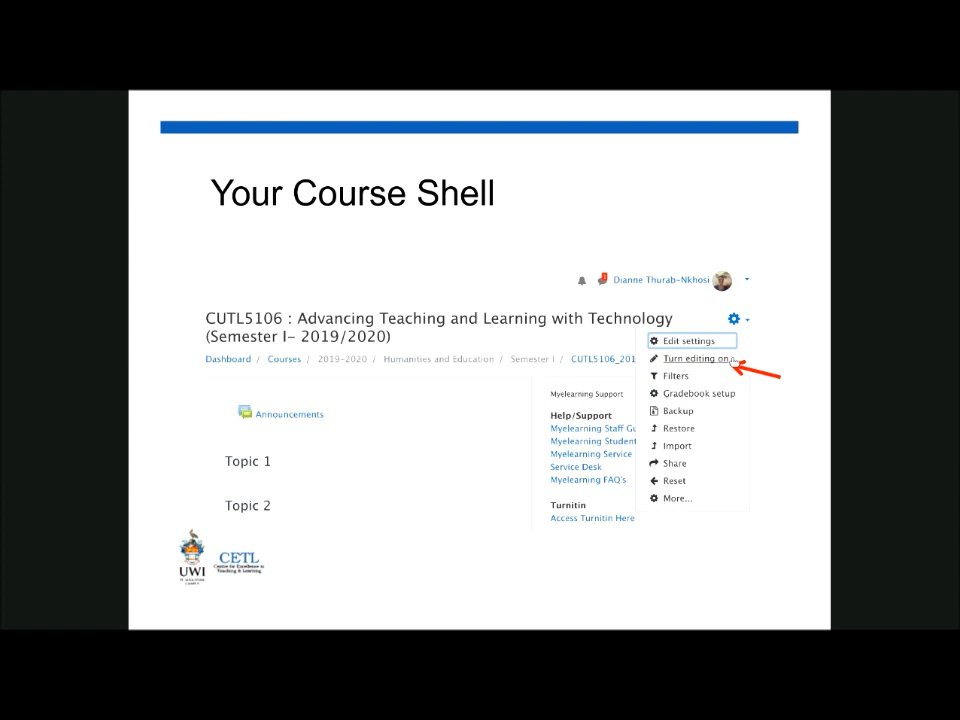 Your Course Shell
Dianne Thurab-Nkhosi
CUTL5106 : Advancing Teaching and Learning with Technology
(Semester I- 2019/2020)
Dashboard / Courses / 2019-2020 / Humanities and Education / Semester I / CUTL5106_201
Edit settings
Turn editing on
Filters
Gradebook setup
Backup
Restore
Import
Share
Reset
More...
Announcements
Topic 1
Topic 2
Myelearning Support
Help/Support
Myelearning Staff Gu
Myelearning Student
Myelearning Service
Service Desk
Myelearning FAQ's
Turnitin
Access Turnitin Here
UWI
CETL
Centre for Excellence in
Teaching & Learning